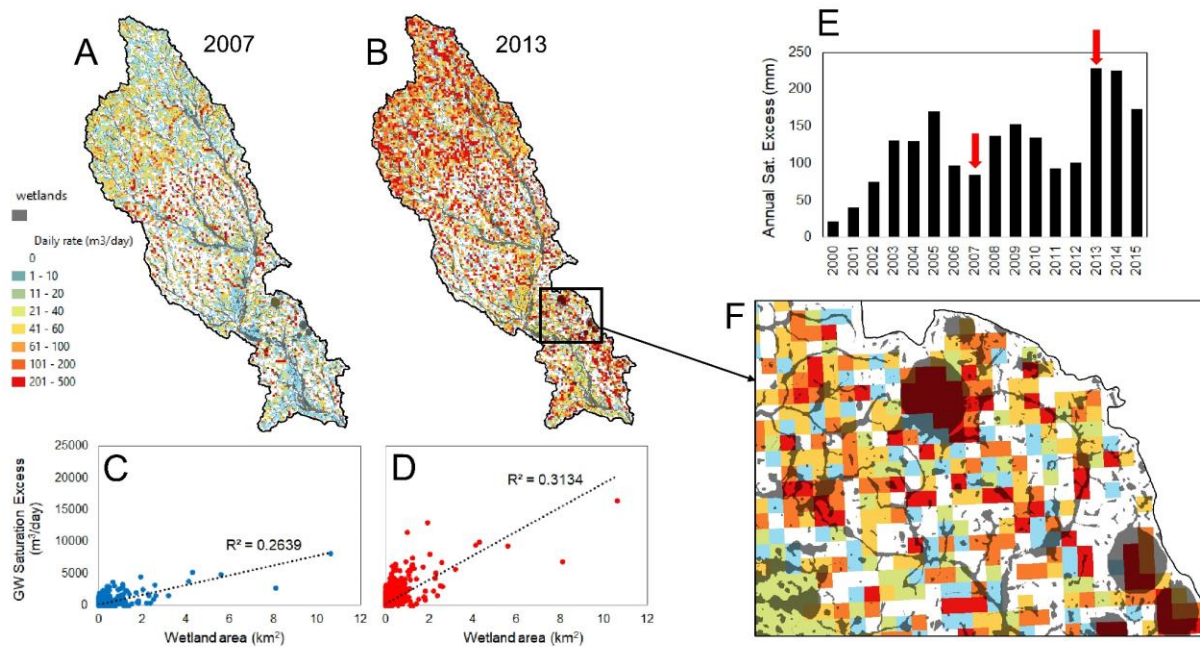 A
2007
B
2013
wetlands
Daily rate (m3/day)
0
1 - 10
11 - 20
21 - 40
41 - 60
61 - 100
101 - 200
201 - 500
E
Annual Sat. Excess (mm)
250
200
150
100
50
0
2000
2001
2002
2003
2004
2005
2006
2007
2008
2009
2010
2011
2012
2013
2014
2015
F
C
GW Saturation Excess
(m³/day)
25000
20000
15000
10000
5000
0
R² = 0.2639
0 2 4 6 8 10 12
Wetland area (km²)
D
R² = 0.3134
0 2 4 6 8 10 12
Wetland area (km²)